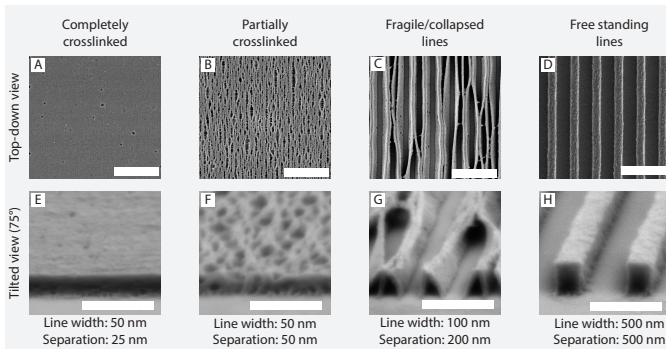 Completely
crosslinked
Partially
crosslinked
Fragile/collapsed
lines
Free standing
lines
Top-down view
A
B
C
D
Tilted view (75°)
E
F
G
H
Line width: 50 nm
Separation: 25 nm
Line width: 50 nm
Separation: 50 nm
Line width: 100 nm
Separation: 200 nm
Line width: 500 nm
Separation: 500 nm